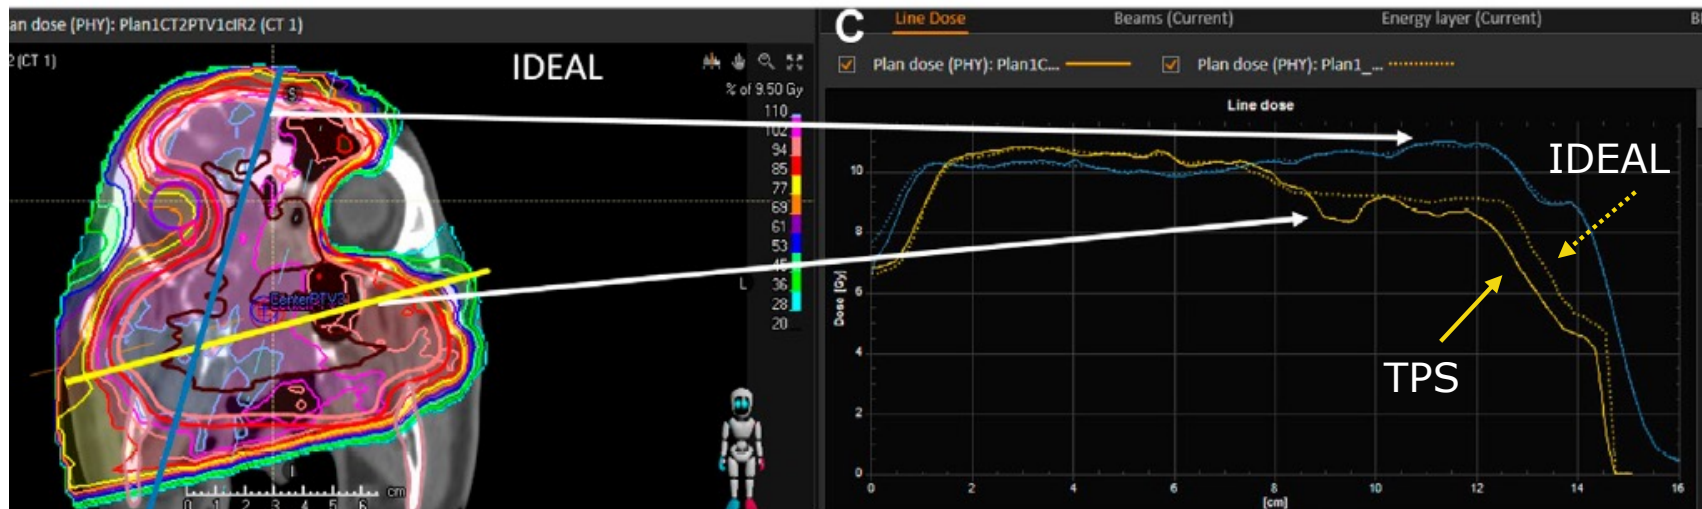 an dose (PHY): Plan1CT2PTV1cIR2 (CT 1)
2 (CT 1)
IDEAL
% of 9.50 Gy
110
102
94
85
77
69
61
53
45
36
28
20
S
L
I
CenterPTV2
0 1 2 3 4 5 6 cm
C
Line Dose
Beams (Current)
Energy layer (Current)
Plan dose (PHY): Plan1C...
Plan dose (PHY): Plan1_...
Line dose
Dose [Gy]
10
8
6
4
2
0
0 2 4 6 8 10 12 14 16
[cm]
IDEAL
TPS